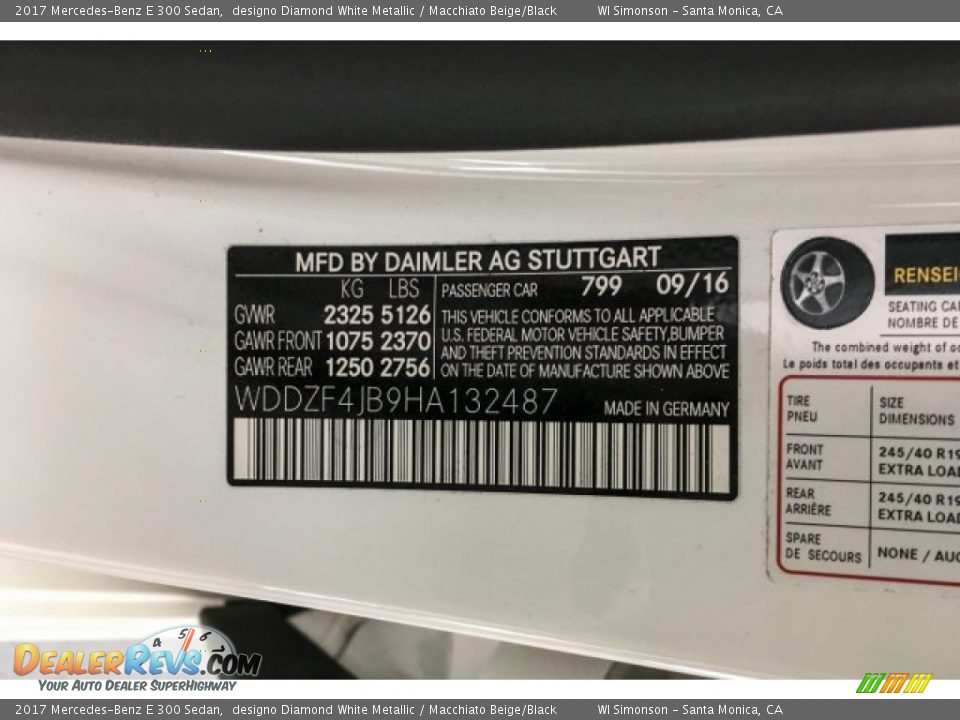 2017 Mercedes-Benz E 300 Sedan, designo Diamond White Metallic / Macchiato Beige/Black WI Simonson - Santa Monica, CA
MFD BY DAIMLER AG STUTTGART
KG LBS
GVWR 2325 5126
GAWR FRONT 1075 2370
GAWR REAR 1250 2756
PASSENGER CAR 799 09/16
THIS VEHICLE CONFORMS TO ALL APPLICABLE
U.S. FEDERAL MOTOR VEHICLE SAFETY,BUMPER
AND THEFT PREVENTION STANDARDS IN EFFECT
ON THE DATE OF MANUFACTURE SHOWN ABOVE
WDDZF4JB9HA132487
MADE IN GERMANY
RENSEI
SEATING CA
NOMBRE DE
The combined weight of oc
Le poids total des occupants et
TIRE
PNEU
SIZE
DIMENSIONS
FRONT
AVANT
245/40 R19
EXTRA LOAD
REAR
ARRIÈRE
245/40 R19
EXTRA LOAD
SPARE
DE SECOURS
NONE / AUC
4 5 6
DEALERREVS.COM
YOUR AUTO DEALER SUPERHIGHWAY
2017 Mercedes-Benz E 300 Sedan, designo Diamond White Metallic / Macchiato Beige/Black WI Simonson - Santa Monica, CA